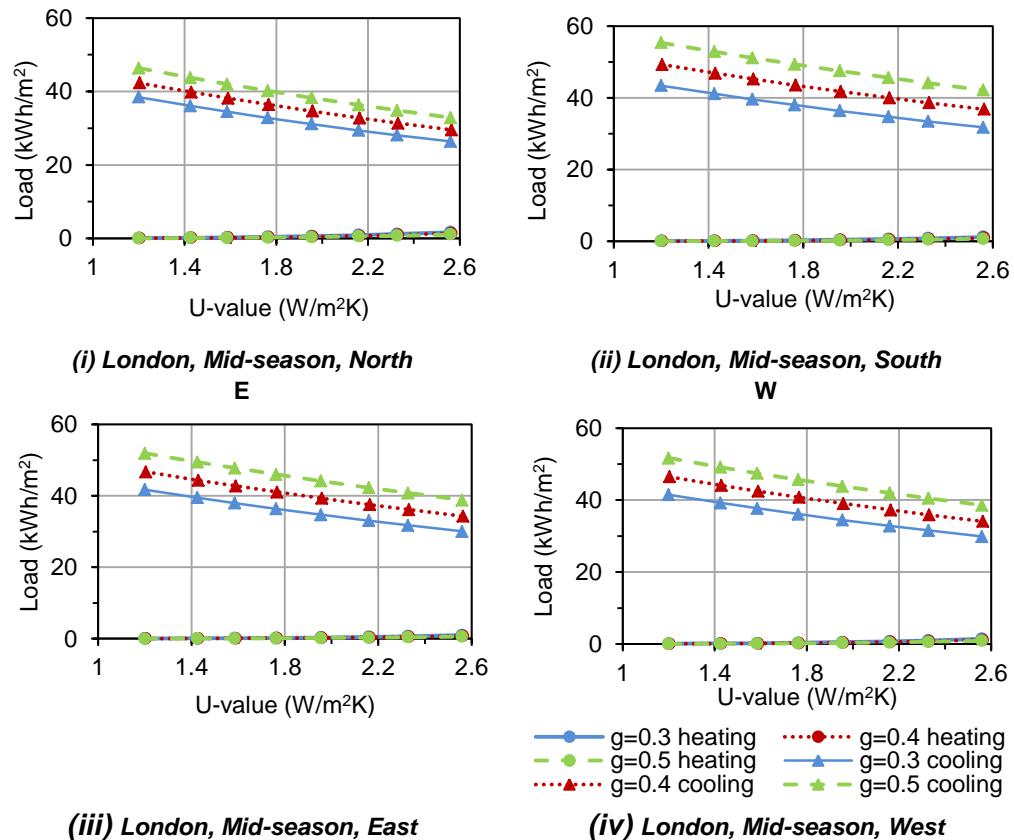 60
40
20
0
Load (kWh/m²)
1 1.4 1.8 2.2 2.6
U-value (W/m²K)
(i) London, Mid-season, North
E
60
40
20
0
Load (kWh/m²)
1 1.4 1.8 2.2 2.6
U-value (W/m²K)
(ii) London, Mid-season, South
W
60
40
20
0
Load (kWh/m²)
1 1.4 1.8 2.2 2.6
U-value (W/m²K)
(iii) London, Mid-season, East
60
40
20
0
Load (kWh/m²)
1 1.4 1.8 2.2 2.6
U-value (W/m²K)
g=0.3 heating g=0.4 heating
g=0.5 heating g=0.3 cooling
g=0.4 cooling g=0.5 cooling
(iv) London, Mid-season, West